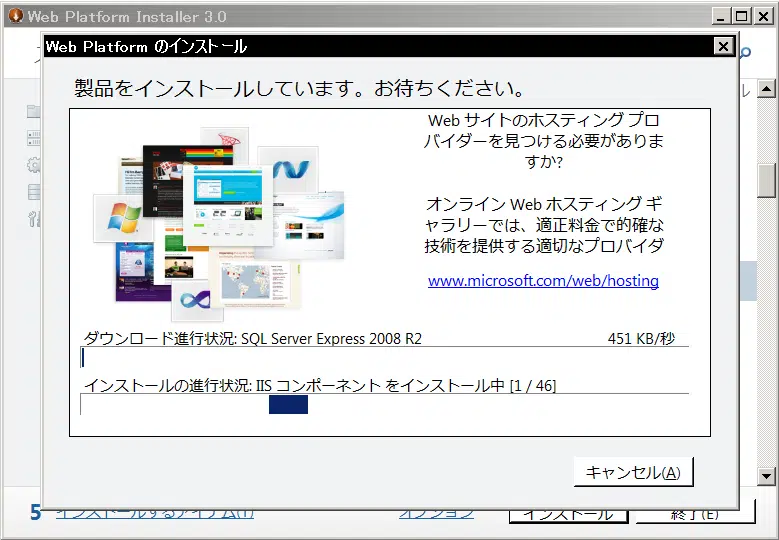 Web Platform Installer 3.0
Web Platform のインストール
製品をインストールしています。お待ちください。
Web サイトのホスティング プロ
バイダーを見つける必要がありま
すか?
オンライン Web ホスティング ギ
ャラリーでは、適正料金で的確な
技術を提供する適切なプロバイダ
www.microsoft.com/web/hosting
ダウンロード進行状況: SQL Server Express 2008 R2 451 KB/秒
インストールの進行状況: IIS コンポーネント をインストール中 [1 / 46]
キャンセル(A)
5 インストールするアイテム(T) オプション インストール 終了(E)